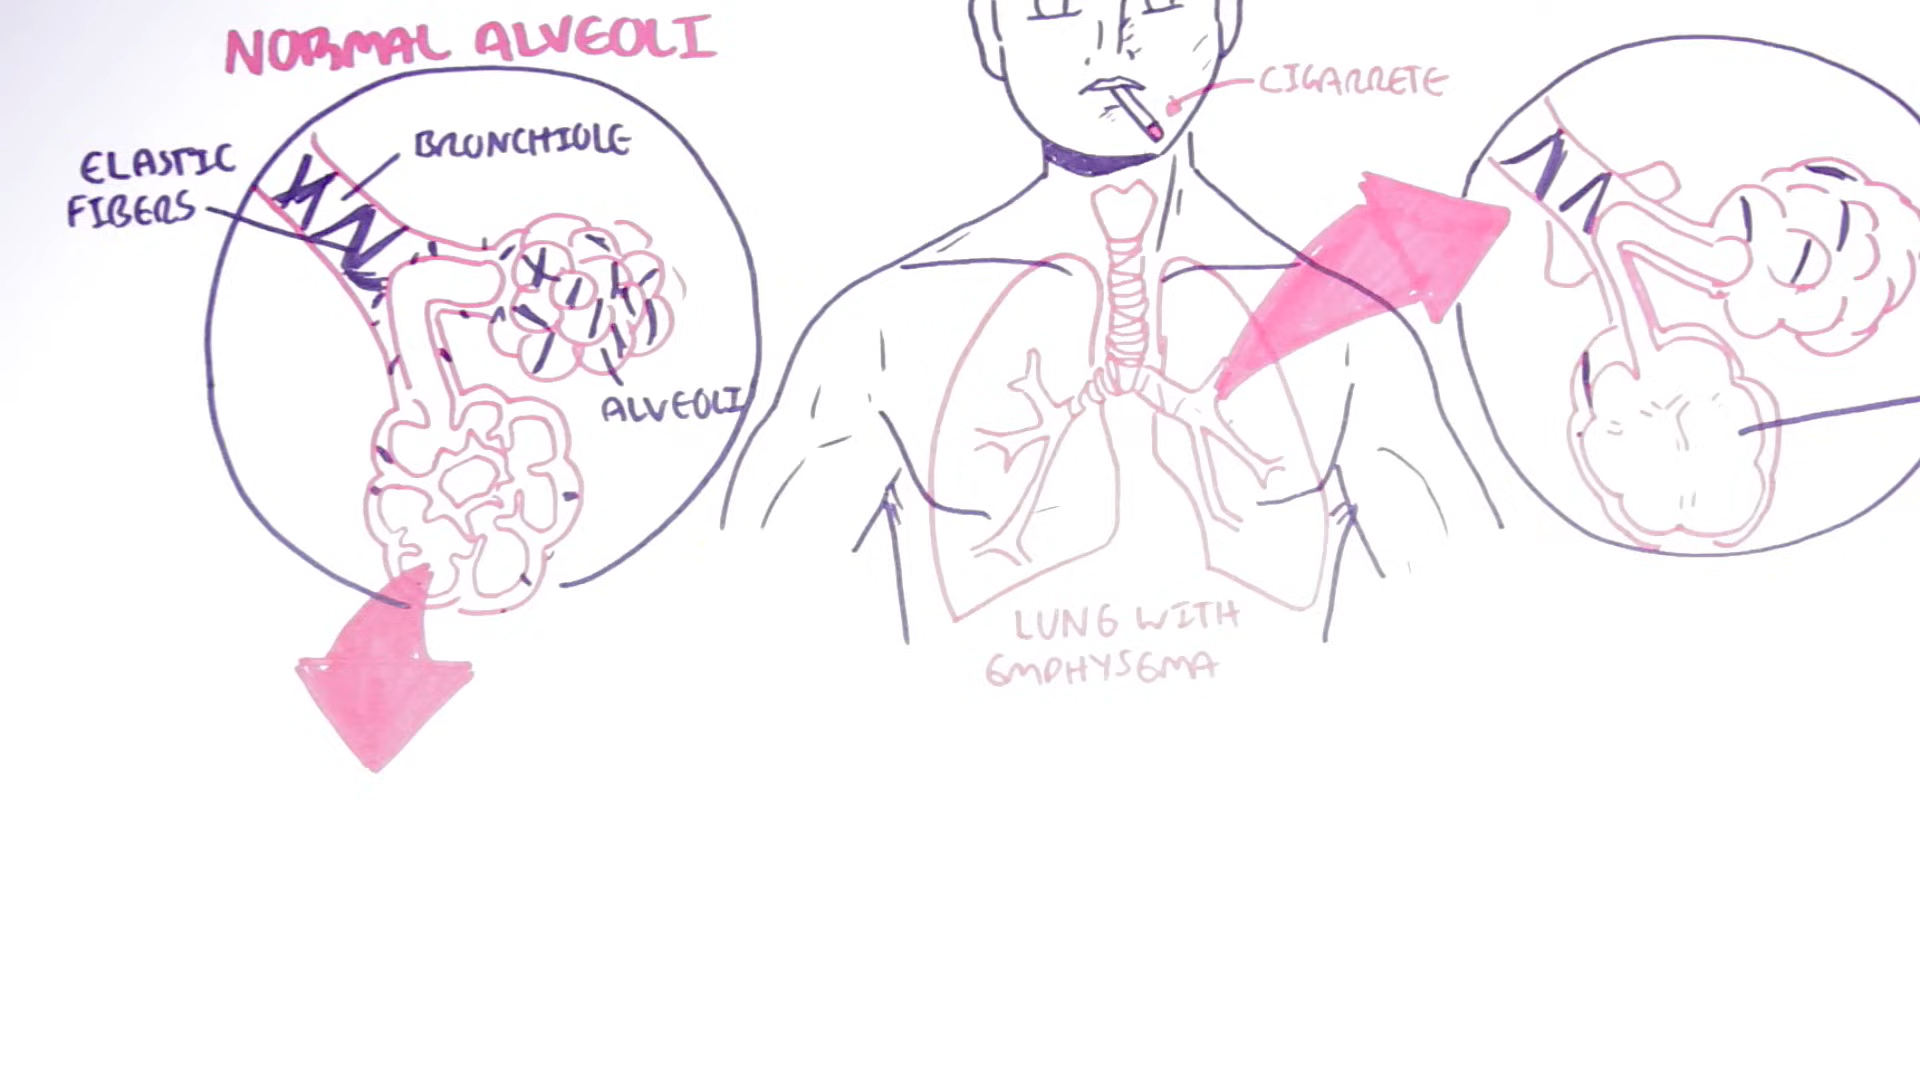 NORMAL ALVEOLI
ELASTIC
FIBERS
BRONCHIOLE
ALVEOLI
CIGARRETE
LUNG WITH
EMPHYSEMA